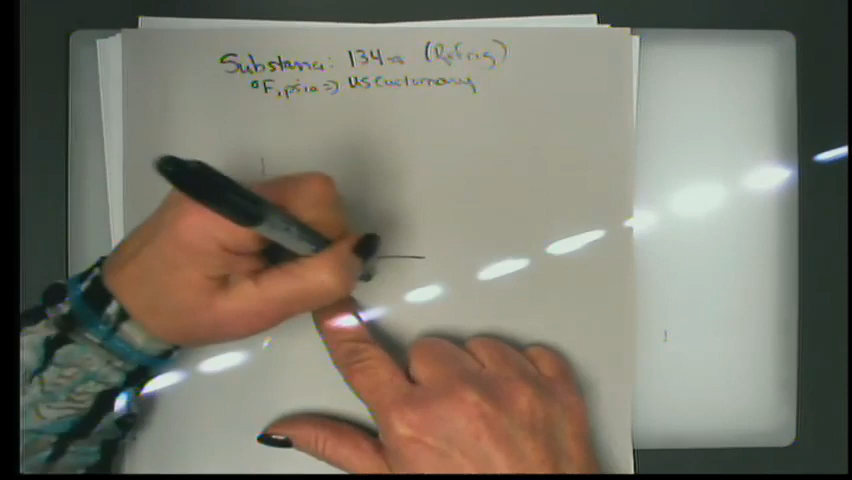 Substance: 134a (Refrig)
°F, psia => US Customary